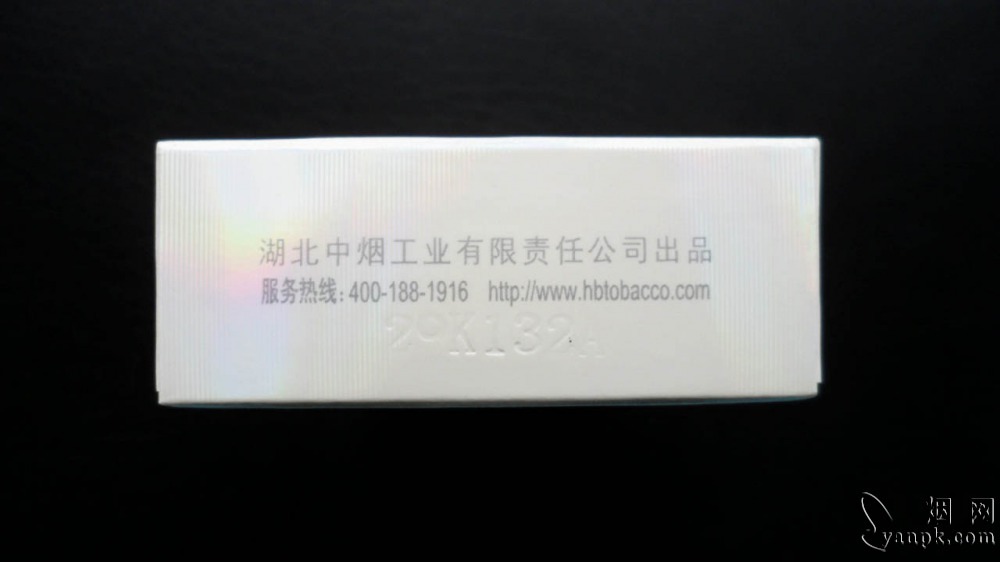 湖北中烟工业有限责任公司出品
服务热线：400-188-1916 http://www.hbtobacco.com
20K132A
烟网
yanpk.com